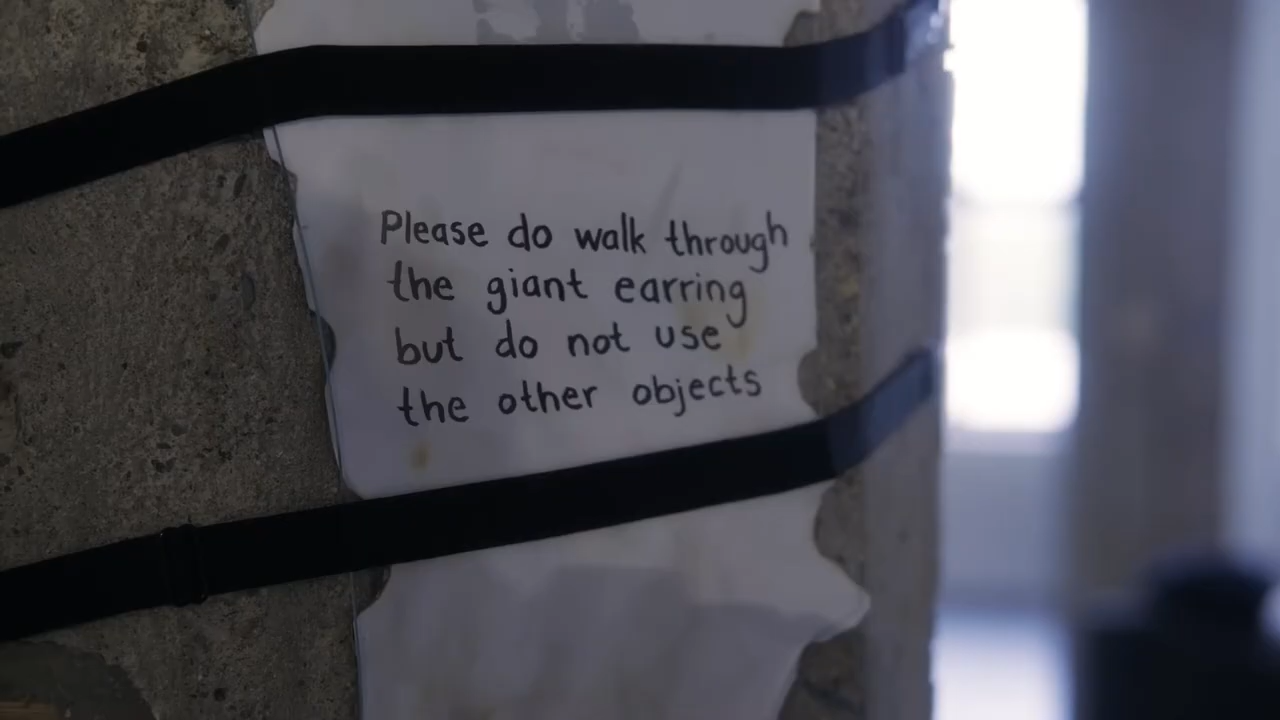 Please do walk through
the giant earring
but do not use
the other objects